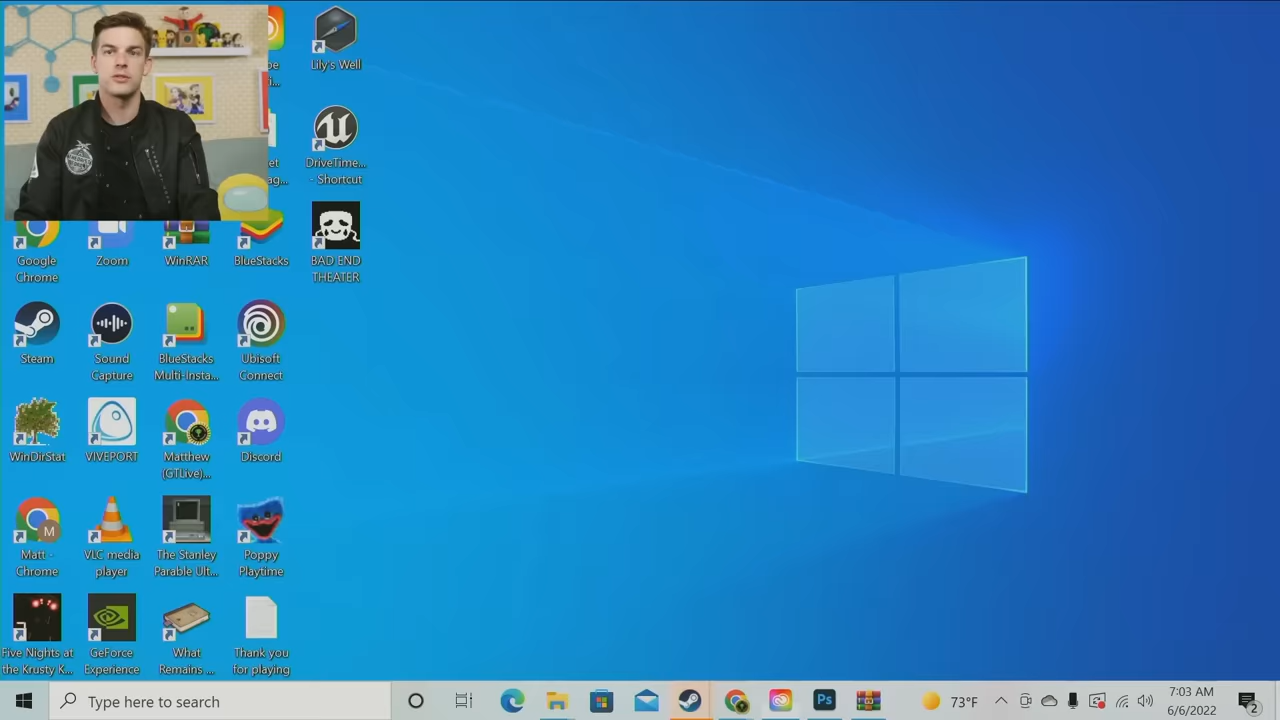 Lily's Well
DriveTime...
- Shortcut
Google
Chrome
Zoom
WinRAR
BlueStacks
BAD END
THEATER
Steam
Sound
Capture
BlueStacks
Multi-Insta...
Ubisoft
Connect
WinDirStat
VIVEPORT
Matthew
(GTLive)...
Discord
M
Matt -
Chrome
VLC media
player
The Stanley
Parable Ult...
Poppy
Playtime
Five Nights at
the Krusty K...
GeForce
Experience
What
Remains ...
Thank you
for playing
Type here to search
Ps
73°F
7:03 AM
6/6/2022
2